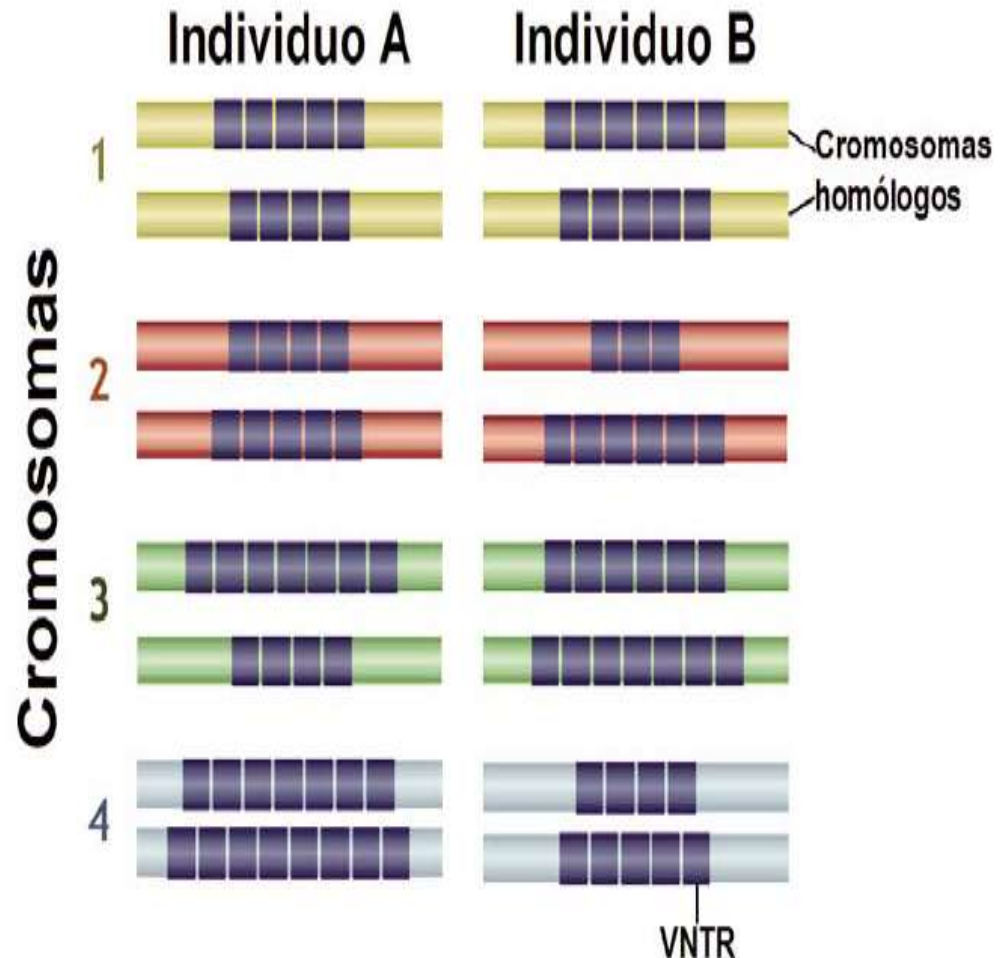 Individuo A
Individuo B
Cromosomas
homólogos
Cromosomas
1
2
3
4
VNTR